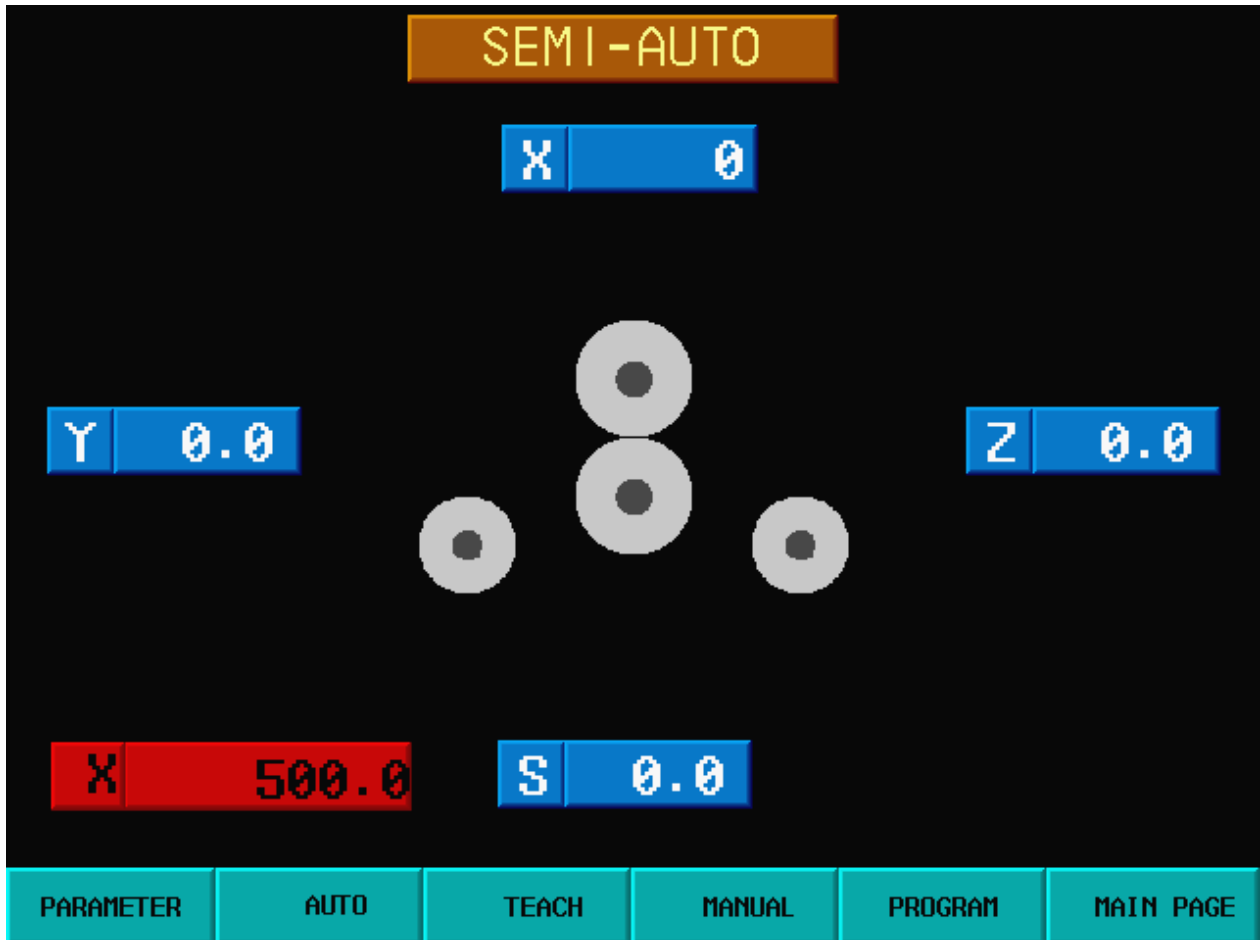 SEMI-AUTO
X 0
Y 0.0
Z 0.0
X 500.0
S 0.0
PARAMETER AUTO TEACH MANUAL PROGRAM MAIN PAGE